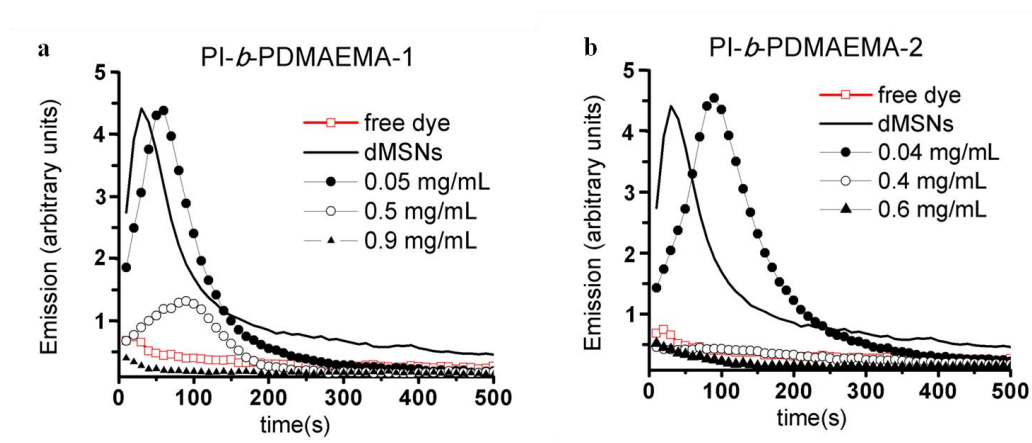 a
PI-b-PDMAEMA-1
Emission (arbitrary units)
5
4
3
2
1
free dye
dMSNs
0.05 mg/mL
0.5 mg/mL
0.9 mg/mL
0 100 200 300 400 500
time(s)
b
PI-b-PDMAEMA-2
Emission (arbitrary units)
5
4
3
2
1
free dye
dMSNs
0.04 mg/mL
0.4 mg/mL
0.6 mg/mL
0 100 200 300 400 500
time(s)